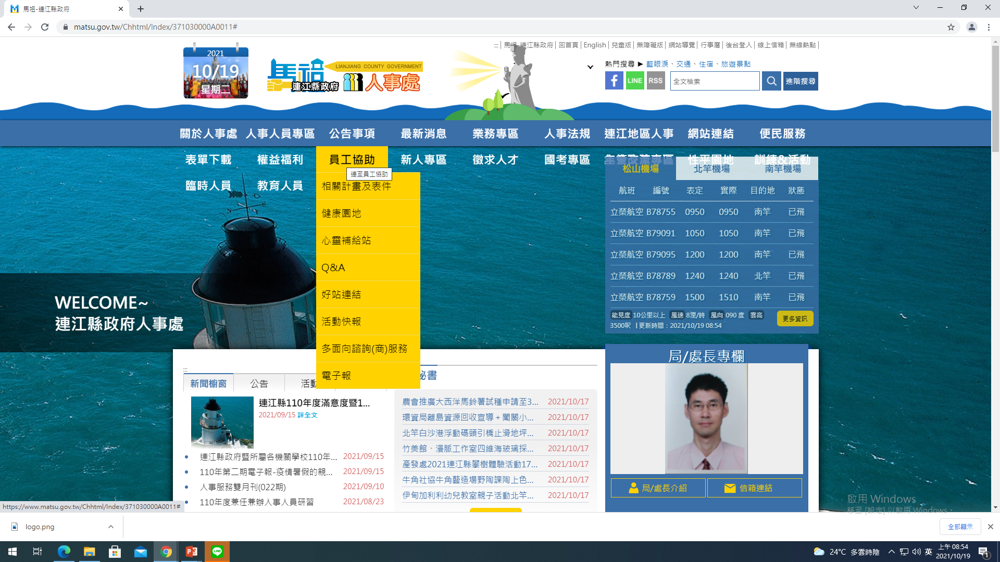 馬祖-連江縣政府
matsu.gov.tw/Chhtml/Index/371030000A0011#
::: | 馬祖-連江縣政府 | 回首頁 | English | 兒童版 | 無障礙版 | 網站導覽 | 行事曆 | 後台登入 | 線上信箱 | 無線熱點 |
2021
10/19
星期二
馬祖 LIANJIANG COUNTY GOVERNMENT
連江縣政府 人事處
熱門搜尋 ▶ 藍眼淚、交通、住宿、旅遊景點
f LINE RSS 全文檢索 進階搜尋
關於人事處 人事人員專區 公告事項 最新消息 業務專區 人事法規 連江地區人事 網站連結 便民服務
表單下載 權益福利 員工協助 新人專區 徵求人才 國考專區 性平園地 訓練&活動
臨時人員 教育人員
連至員工協助
相關計畫及表件
健康園地
心靈補給站
Q&A
好站連結
活動快報
多面向諮詢(商)服務
電子報
松山機場 北竿機場 南竿機場
航班 編號 表定 實際 目的地 狀態
立榮航空 B78755 0950 0950 南竿 已飛
立榮航空 B79091 1050 1050 南竿 已飛
立榮航空 B79095 1200 1200 南竿 已飛
立榮航空 B78789 1240 1240 北竿 已飛
立榮航空 B78759 1500 1510 南竿 已飛
能見度 10公里以上 風速 8浬/時 風向 090 度 雲高
3500呎 | 更新時間：2021/10/19 08:54
更多資訊
WELCOME~
連江縣政府人事處
:::
新聞櫥窗 公告 活動
連江縣110年度滿意度暨1...
2021/09/15 詳全文
連江縣政府暨所屬各機關學校110年... 2021/09/15
110年第二期電子報-疫情暑假的親... 2021/09/15
人事服務雙月刊(022期) 2021/09/10
110年度兼任兼辦人事人員研習 2021/08/23
秘書
農會推廣大西洋馬鈴薯試種申請至3... 2021/10/17
環資局離島資源回收宣導＋闖關小... 2021/10/17
北竿白沙港浮動碼頭引橋止滑地坪... 2021/10/17
竹美館、漫脈工作室四維海玻璃採... 2021/10/17
產發處2021連江縣攀樹體驗活動17... 2021/10/17
牛角社協牛角藝造場野陶課陶上色... 2021/10/17
伊甸加利利幼兒教室親子活動北竿... 2021/10/17
局/處長專欄
局/處長介紹 信箱連結
啟用 Windows
移至 [設定] 以啟用 Windows。
https://www.matsu.gov.tw/Chhtml/Index/371030000A0011#
logo.png
全部顯示
24°C 多雲時陰
英
上午 08:54
2021/10/19
1